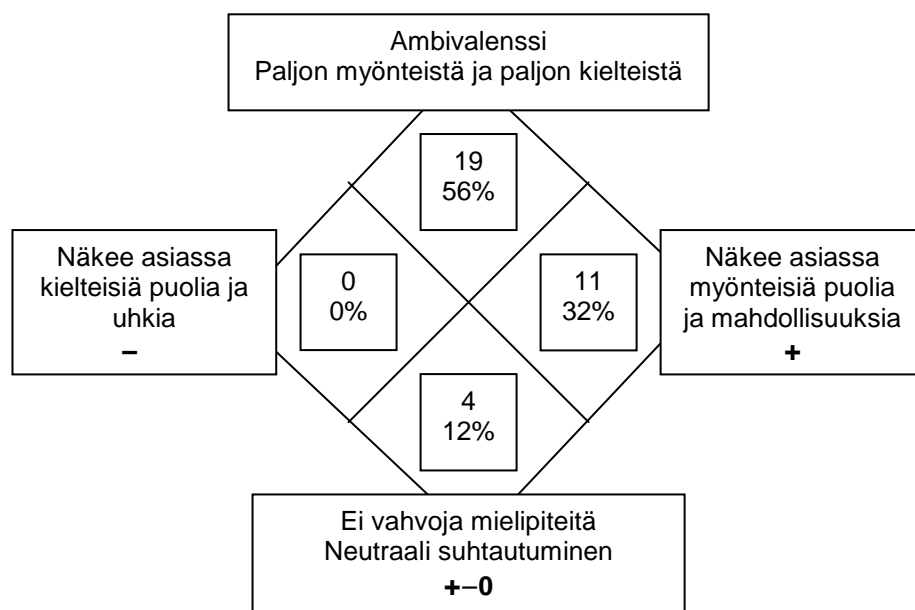 Ambivalenssi
Paljon myönteistä ja paljon kielteistä
19
56%
Näkee asiassa
kielteisiä puolia ja
uhkia
–
0
0%
11
32%
Näkee asiassa
myönteisiä puolia
ja mahdollisuuksia
+
4
12%
Ei vahvoja mielipiteitä
Neutraali suhtautuminen
+–0